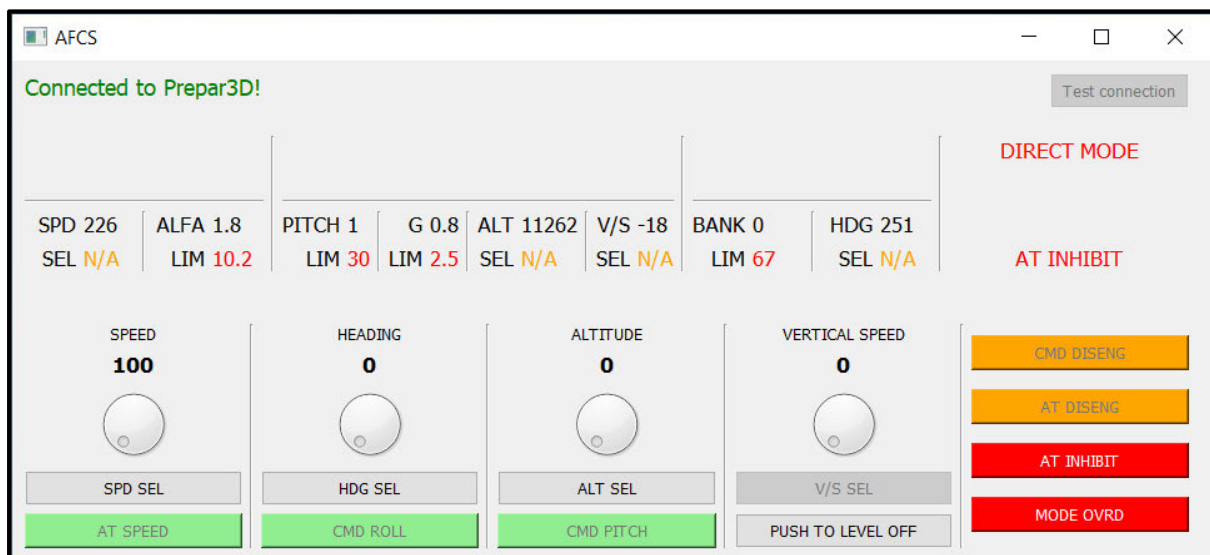 AFCS
Connected to Prepar3D!
Test connection
DIRECT MODE
SPD 226 ALFA 1.8 PITCH 1 G 0.8 ALT 11262 V/S -18 BANK 0 HDG 251
SEL N/A LIM 10.2 LIM 30 LIM 2.5 SEL N/A SEL N/A LIM 67 SEL N/A AT INHIBIT
SPEED HEADING ALTITUDE VERTICAL SPEED
100 0 0 0
CMD DISENG
AT DISENG
AT INHIBIT
SPD SEL HDG SEL ALT SEL V/S SEL
MODE OVRD
AT SPEED CMD ROLL CMD PITCH PUSH TO LEVEL OFF